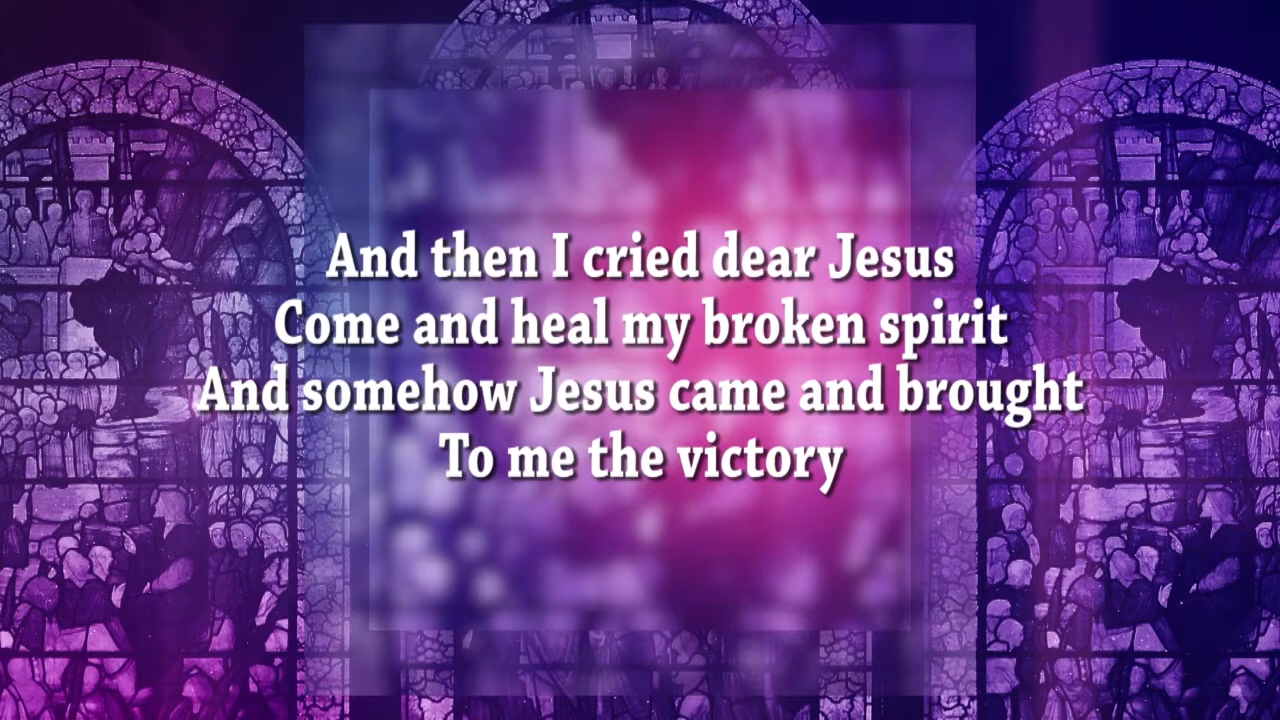 And then I cried dear Jesus
Come and heal my broken spirit
And somehow Jesus came and brought
To me the victory